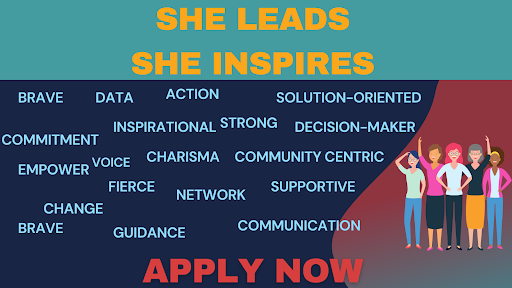 SHE LEADS
SHE INSPIRES
BRAVE DATA ACTION SOLUTION-ORIENTED
INSPIRATIONAL STRONG DECISION-MAKER
COMMITMENT
EMPOWER VOICE CHARISMA COMMUNITY CENTRIC
FIERCE NETWORK SUPPORTIVE
CHANGE
BRAVE GUIDANCE COMMUNICATION
APPLY NOW